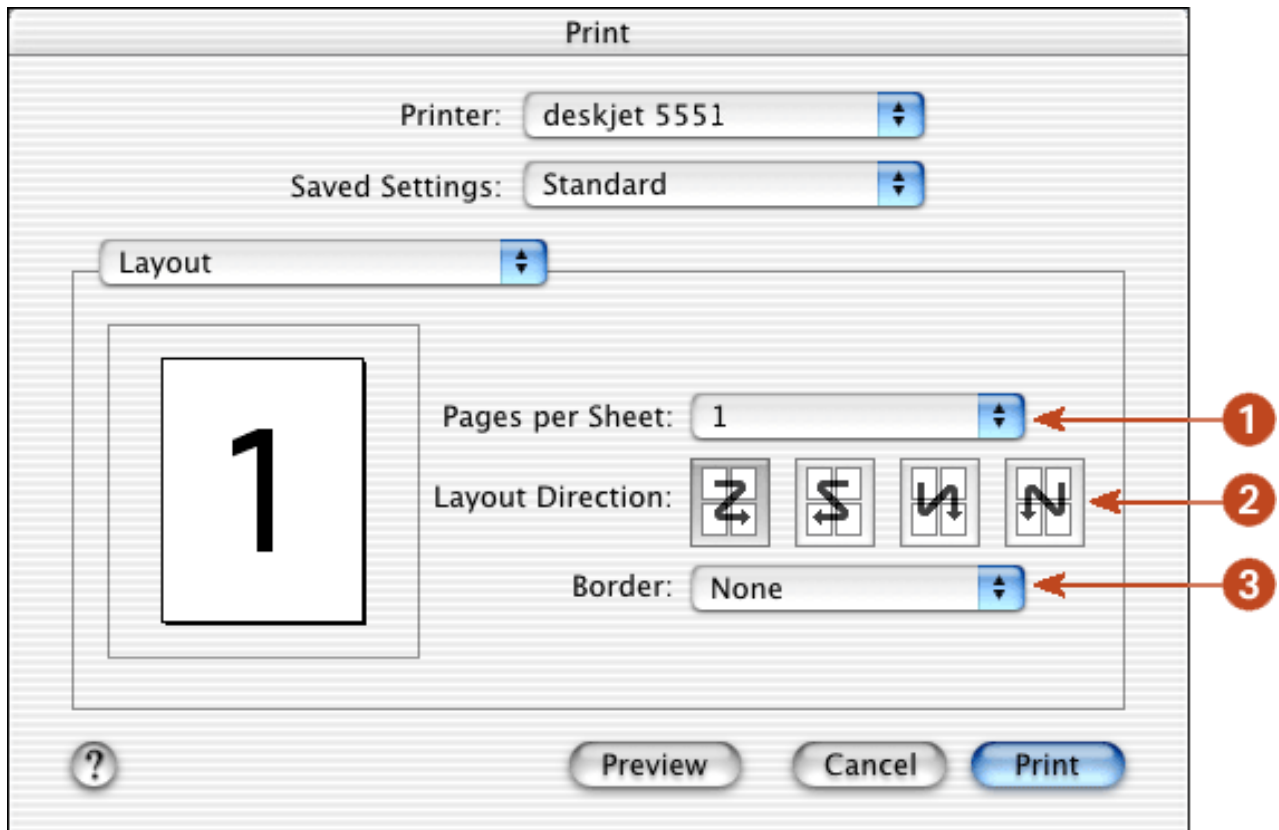 Print
Printer: deskjet 5551
Saved Settings: Standard
Layout
1
Pages per Sheet: 1 1
Layout Direction: 2
Border: None 3
? Preview Cancel Print